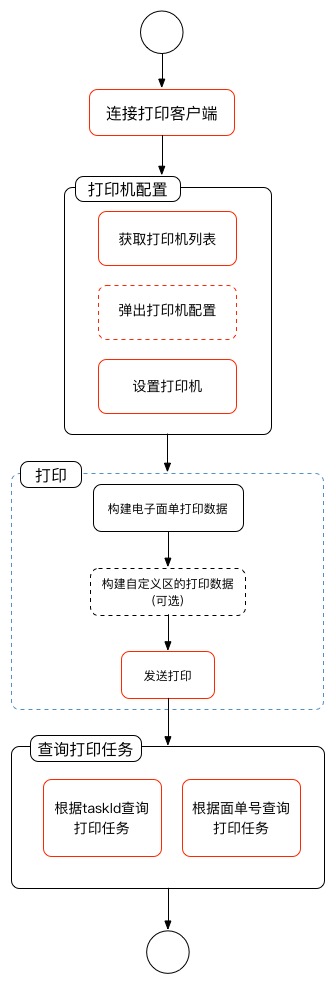 连接打印客户端
打印机配置
获取打印机列表
弹出打印机配置
设置打印机
打印
构建电子面单打印数据
构建自定义区的打印数据
(可选)
发送打印
查询打印任务
根据taskId查询
打印任务
根据面单号查询
打印任务